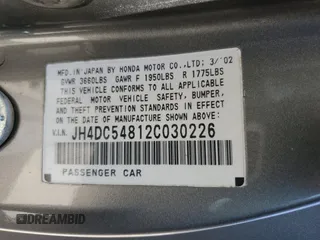 MFD. IN JAPAN BY HONDA MOTOR CO.,LTD; 3/'02
GVWR 3660LBS GAWR F 1950LBS R 1775LBS
THIS VEHICLE CONFORMS TO ALL APPLICABLE
FEDERAL MOTOR VEHICLE SAFETY, BUMPER,
AND THEFT PREVENTION STANDARDS IN EFFECT
ON THE DATE OF MANUFACTURE SHOWN ABOVE.
V.I.N. JH4DC54812C030226
PASSENGER CAR
DREAMBID